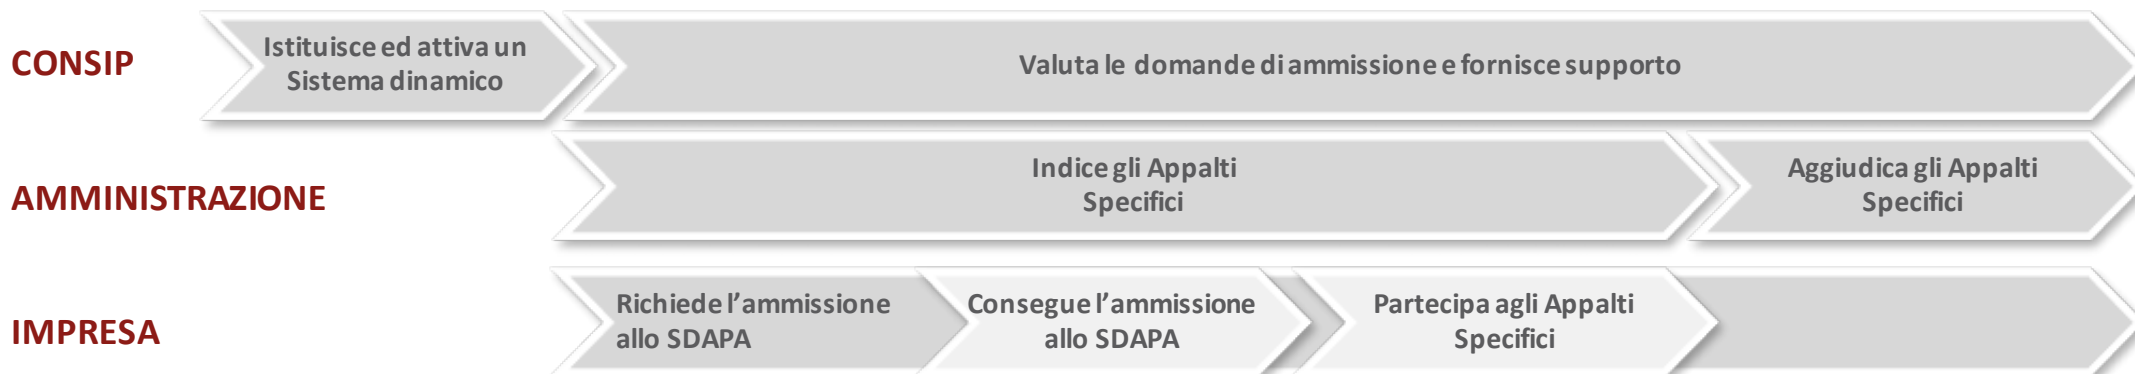 CONSIP
Istituisce ed attiva un
Sistema dinamico
Valuta le domande di ammissione e fornisce supporto
AMMINISTRAZIONE
Indice gli Appalti
Specifici
Aggiudica gli Appalti
Specifici
IMPRESA
Richiede l’ammissione
allo SDAPA
Consegue l’ammissione
allo SDAPA
Partecipa agli Appalti
Specifici